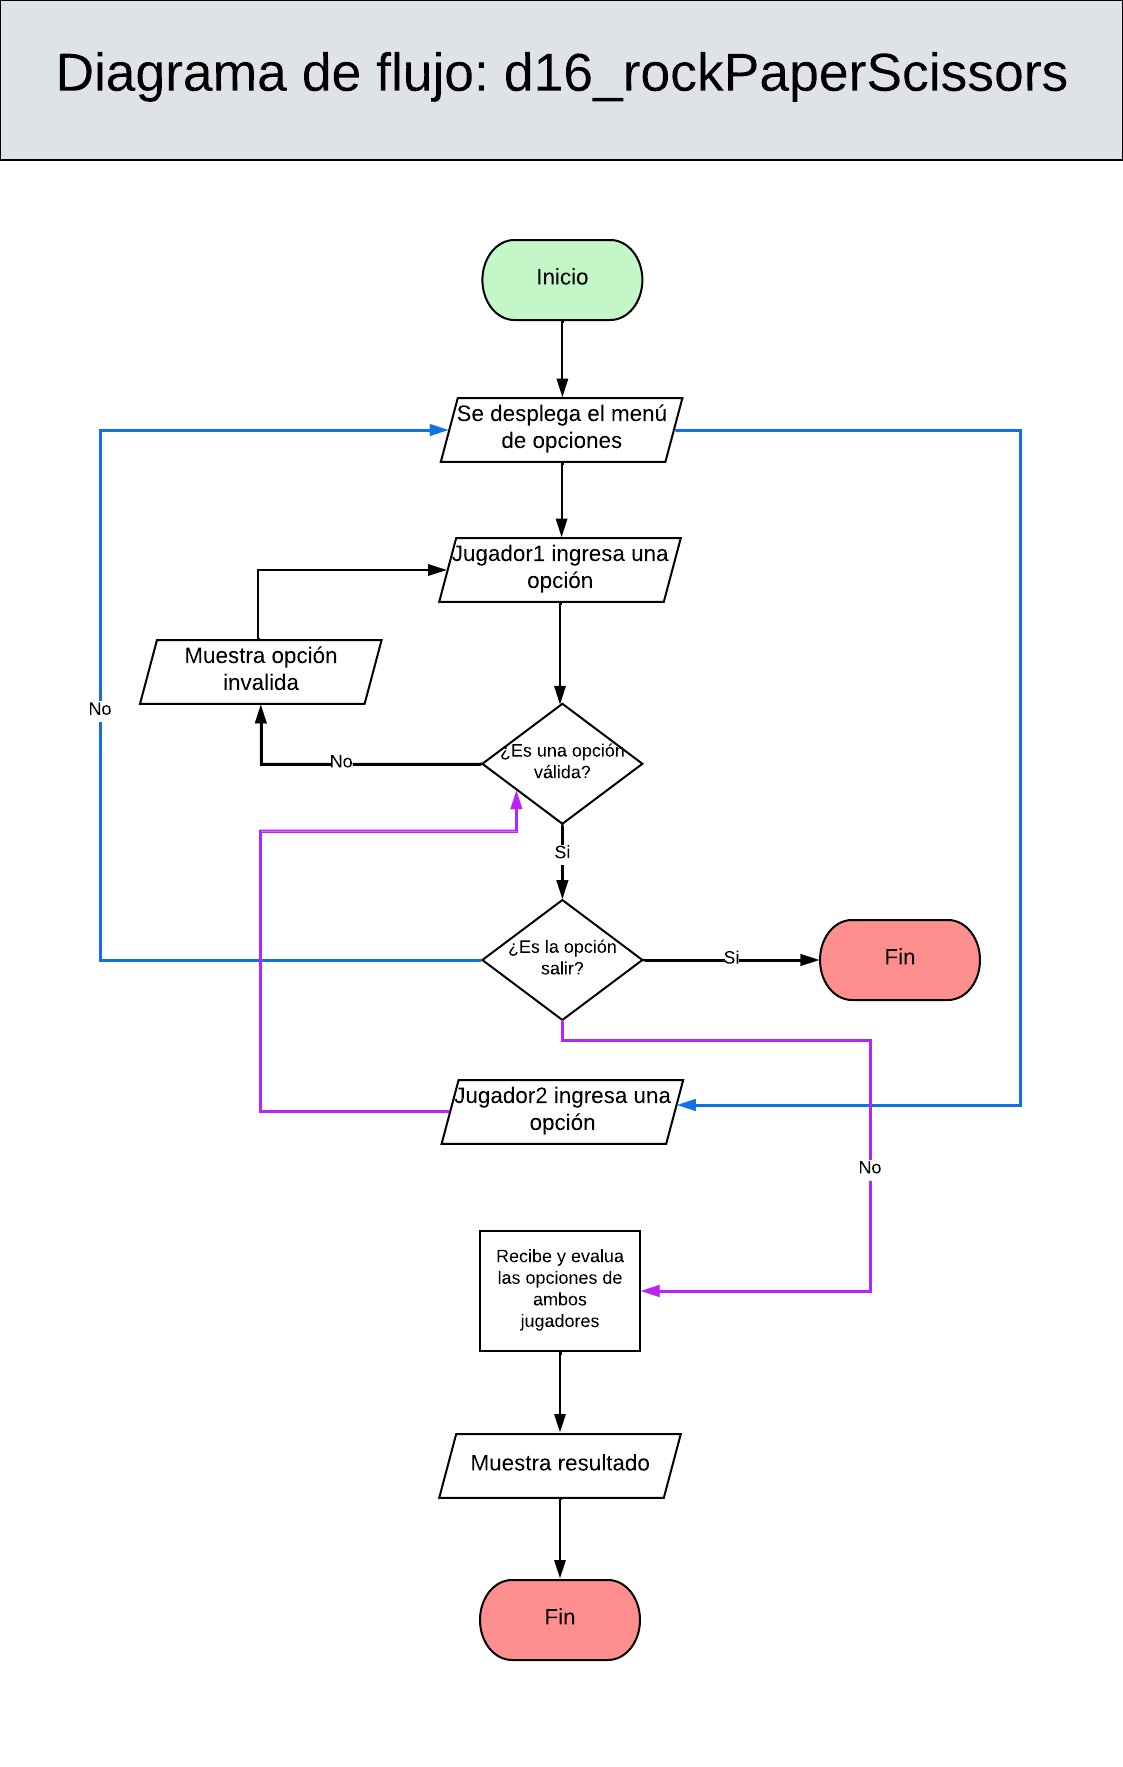 Diagrama de flujo: d16_rockPaperScissors
Inicio
Se desplega el menú
de opciones
Jugador1 ingresa una
opción
Muestra opción
invalida
No
¿Es una opción
válida?
No
Si
¿Es la opción
salir?
Si
Fin
Jugador2 ingresa una
opción
No
Recibe y evalua
las opciones de
ambos
jugadores
Muestra resultado
Fin